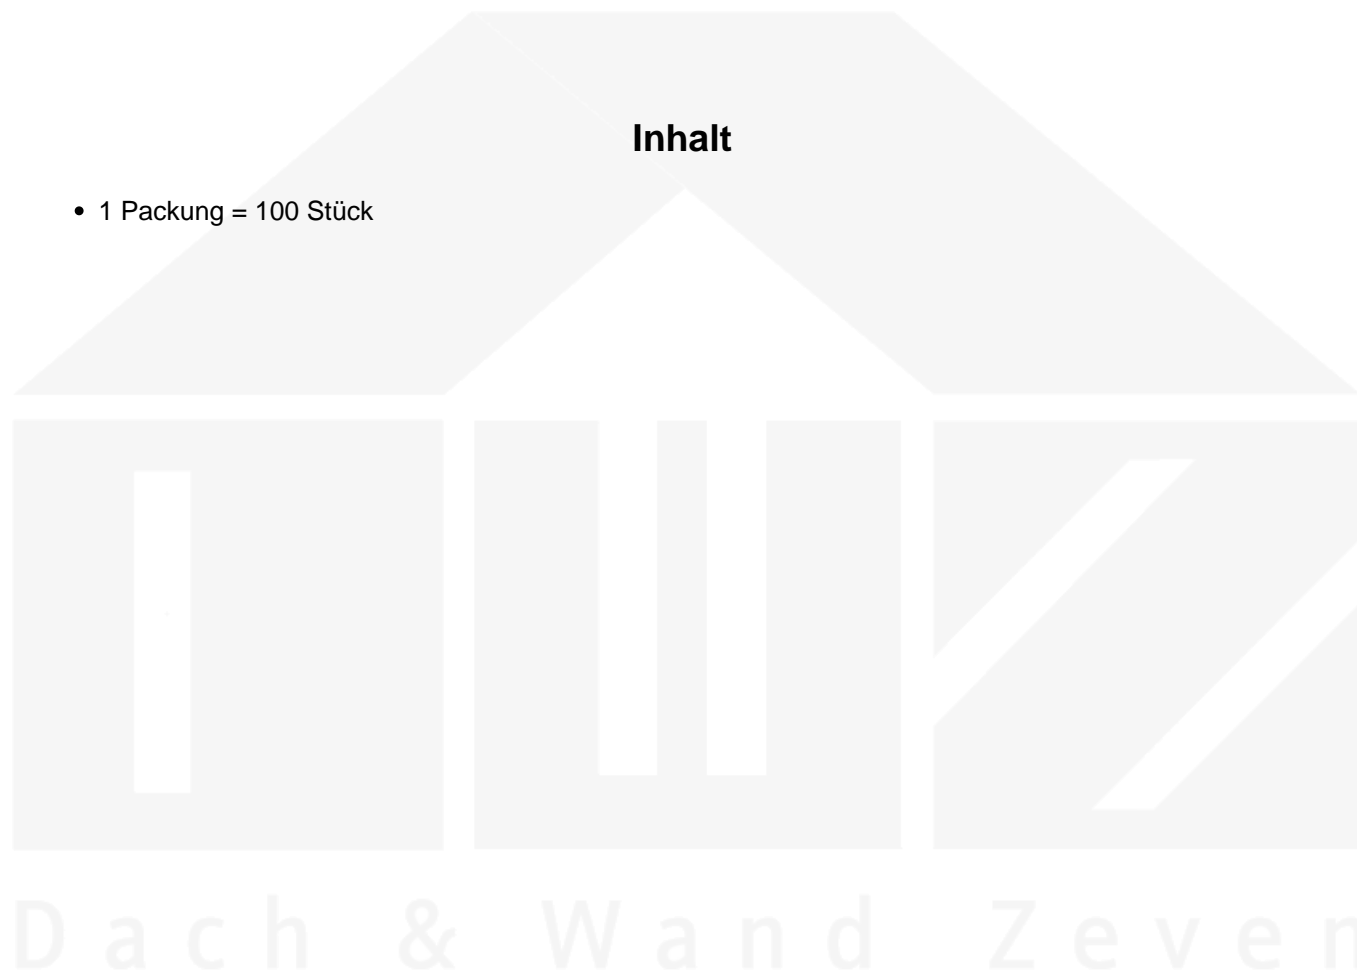 Inhalt
• 1 Packung = 100 Stück
Dach & Wand Zeven